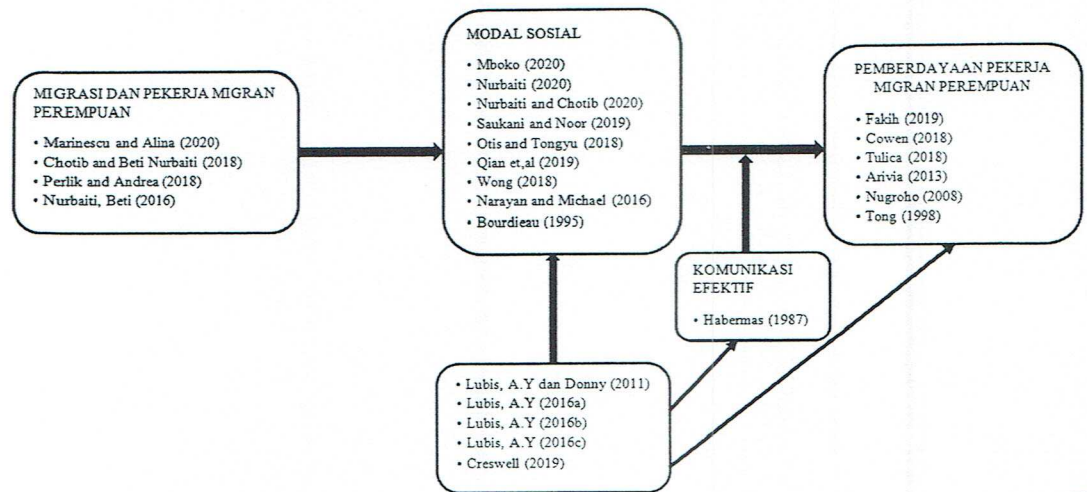 MIGRASI DAN PEKERJA MIGRAN
PEREMPUAN
• Marinescu and Alina (2020)
• Chotib and Beti Nurbaiti (2018)
• Perlik and Andrea (2018)
• Nurbaiti, Beti (2016)
MODAL SOSIAL
• Mboko (2020)
• Nurbaiti (2020)
• Nurbaiti and Chotib (2020)
• Saukani and Noor (2019)
• Otis and Tongyu (2018)
• Qian et,al (2019)
• Wong (2018)
• Narayan and Michael (2016)
• Bourdieau (1995)
PEMBERDAYAAN PEKERJA
MIGRAN PEREMPUAN
• Fakih (2019)
• Cowen (2018)
• Tulica (2018)
• Arivia (2013)
• Nugroho (2008)
• Tong (1998)
KOMUNIKASI
EFEKTIF
• Habermas (1987)
• Lubis, A.Y dan Donny (2011)
• Lubis, A.Y (2016a)
• Lubis, A.Y (2016b)
• Lubis, A.Y (2016c)
• Creswell (2019)